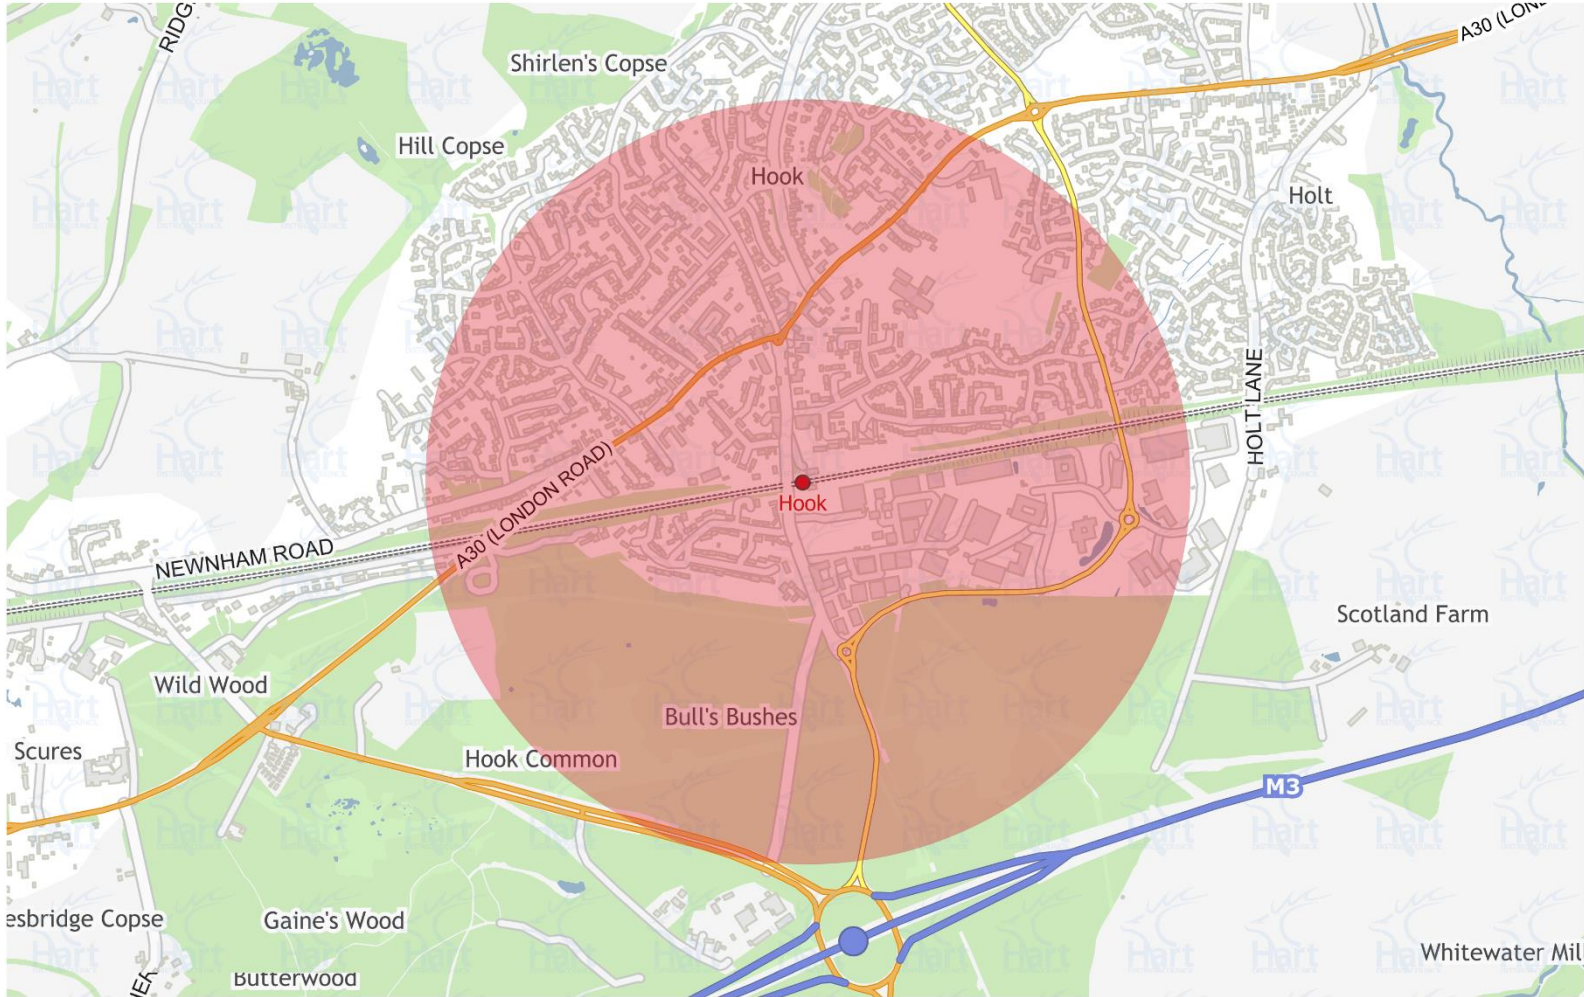 RIDG
A30 (LON
Shirlen's Copse
Hill Copse
Hook
Holt
HOLT LANE
A30 (LONDON ROAD)
Hook
NEWNHAM ROAD
Scotland Farm
Wild Wood
Bull's Bushes
Scures
Hook Common
M3
esbridge Copse
Gaine's Wood
Whitewater Mil
Butterwood
HER
Hart